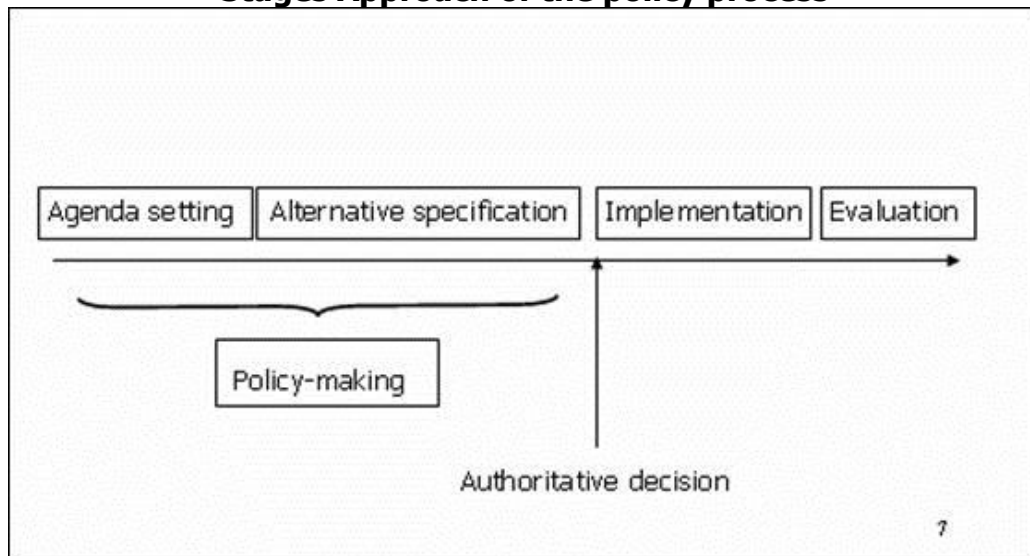 Stages Approach of the policy process
Agenda setting
Alternative specification
Implementation
Evaluation
Policy-making
Authoritative decision
7